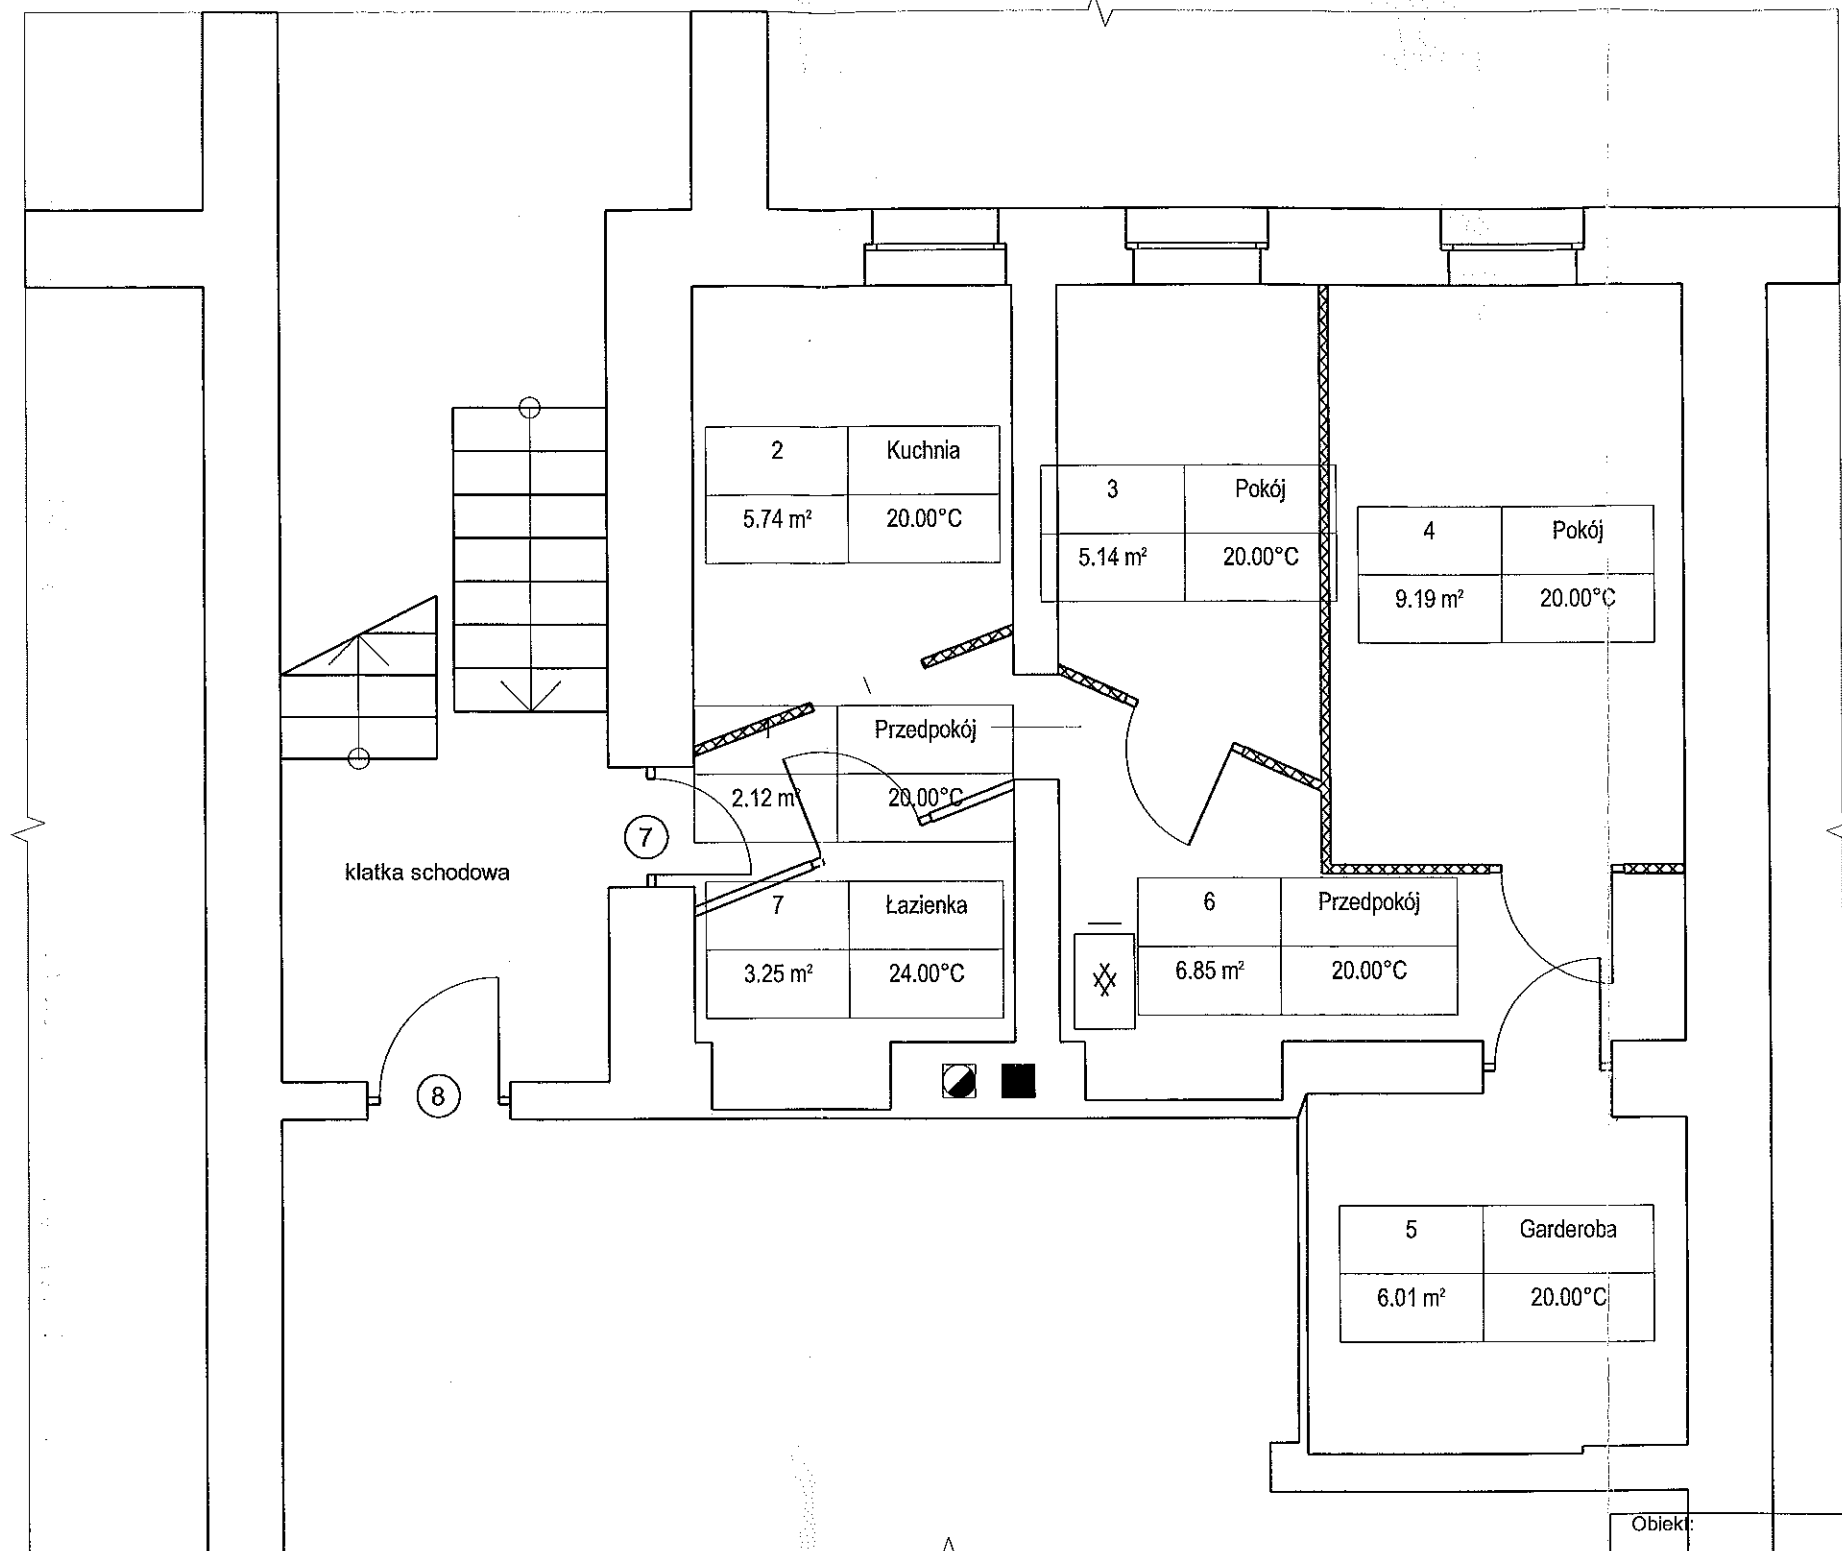 2 Kuchnia
5.74 m² 20.00°C
3 Pokój
5.14 m² 20.00°C
4 Pokój
9.19 m² 20.00°C
1 Przedpokój
2.12 m² 20.00°C
7
klatka schodowa
7 Łazienka
3.25 m² 24.00°C
6 Przedpokój
6.85 m² 20.00°C
8
5 Garderoba
6.01 m² 20.00°C
Obiekt: